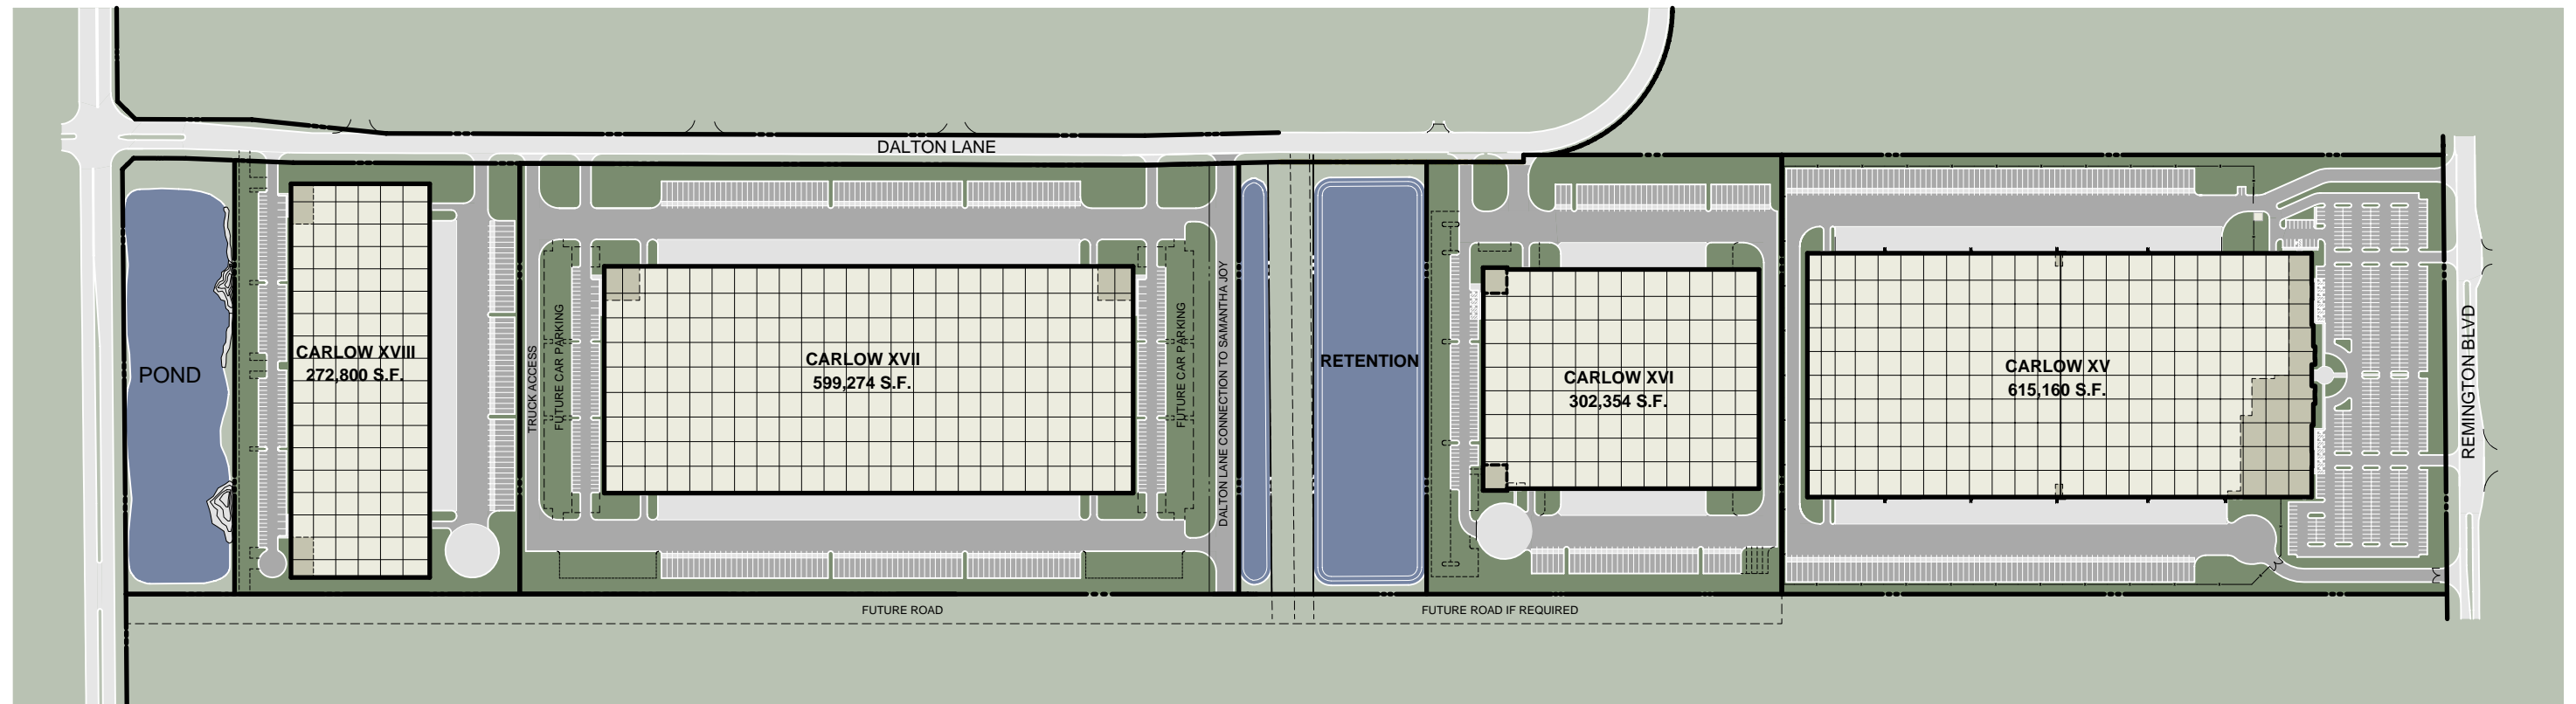 DALTON LANE
POND
CARLOW XVIII
272,800 S.F.
TRUCK ACCESS
FUTURE CAR PARKING
CARLOW XVII
599,274 S.F.
FUTURE CAR PARKING
DALTON LANE CONNECTION TO SAMANTHA JOY
RETENTION
CARLOW XVI
302,354 S.F.
CARLOW XV
615,160 S.F.
REMINGTON BLVD
FUTURE ROAD
FUTURE ROAD IF REQUIRED